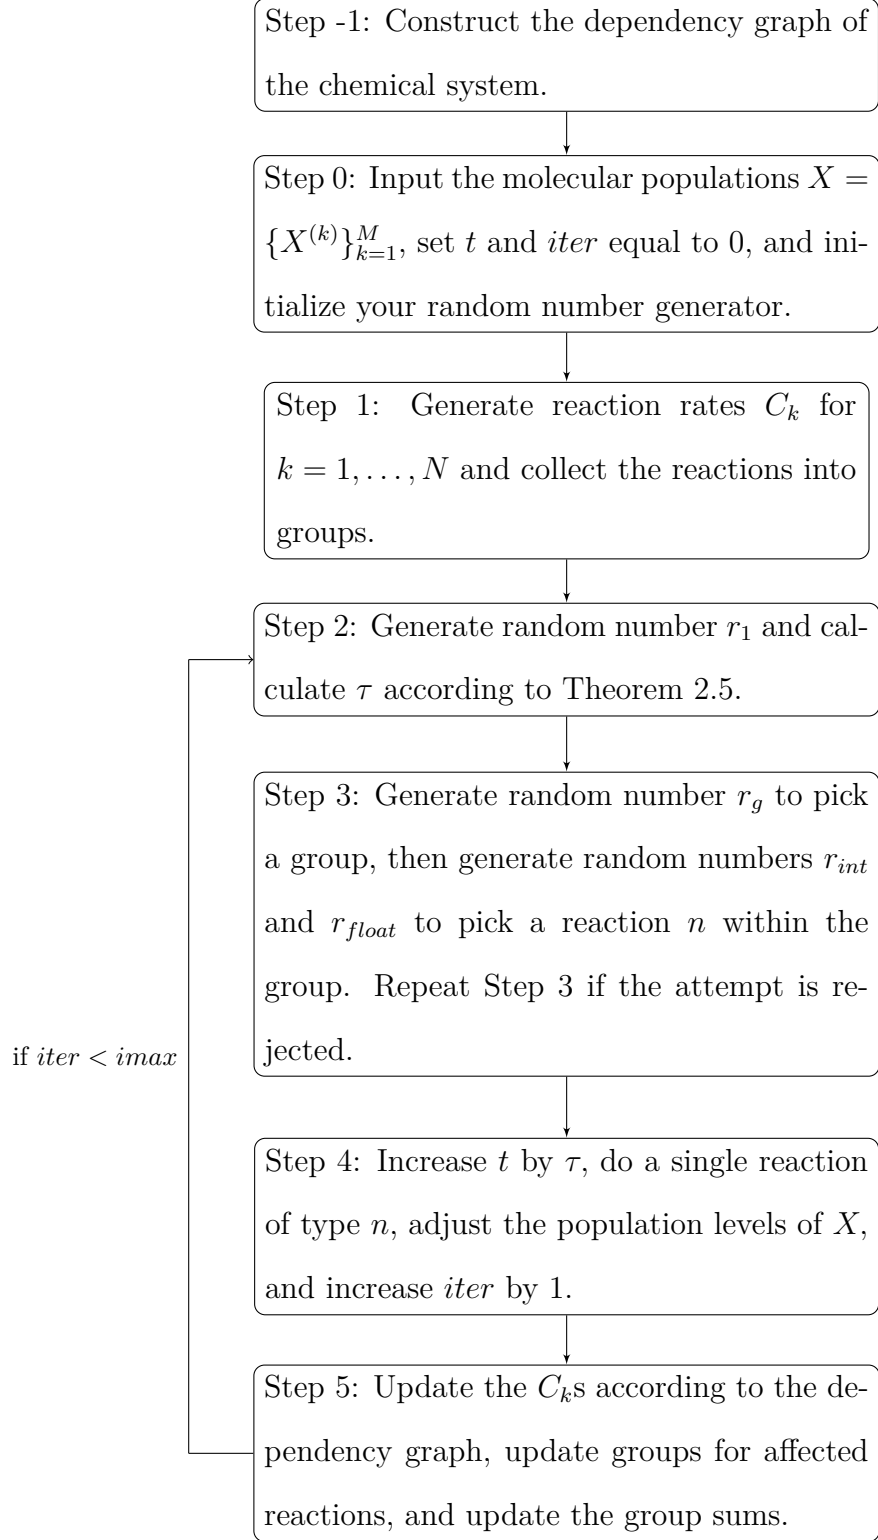 Step -1: Construct the dependency graph of
the chemical system.
Step 0: Input the molecular populations X =
{X^{(k)}}_{k=1}^{M}, set t and iter equal to 0, and ini-
tialize your random number generator.
Step 1: Generate reaction rates C_k for
k = 1, . . . , N and collect the reactions into
groups.
Step 2: Generate random number r_1 and cal-
culate τ according to Theorem 2.5.
Step 3: Generate random number r_g to pick
a group, then generate random numbers r_{int}
and r_{float} to pick a reaction n within the
group. Repeat Step 3 if the attempt is re-
jected.
if iter < imax
Step 4: Increase t by τ, do a single reaction
of type n, adjust the population levels of X,
and increase iter by 1.
Step 5: Update the C_ks according to the de-
pendency graph, update groups for affected
reactions, and update the group sums.